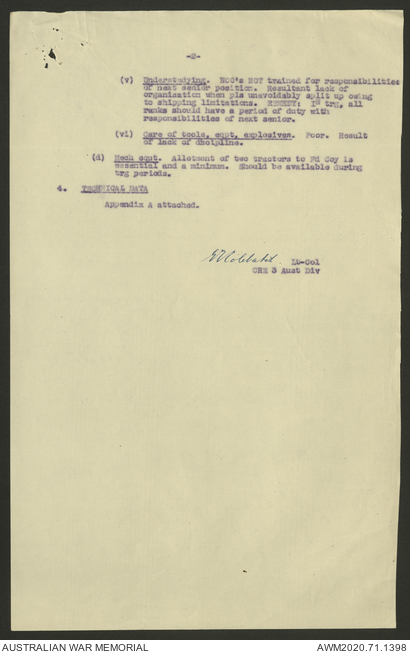 -2-
(v) Understudying. NCO's NOT trained for responsibilities
of next senior position. Resultant lack of
organisation when pls unavoidably split up owing
to shipping limitations. REMEDY: In trg, all
ranks should have a period of duty with
responsibilities of next senior.
(vi) Care of tools, eqpt, explosives. Poor. Result
of lack of dscipline.
(d) Mech eqpt. Allotment of two tractors to Fd Coy is
essential and a minimum. Should be available during
trg periods.
4. TECHNICAL DATA
Appendix A attached.
Lt-Col
CRE 3 Aust Div
AUSTRALIAN WAR MEMORIAL
AWM2020.71.1398